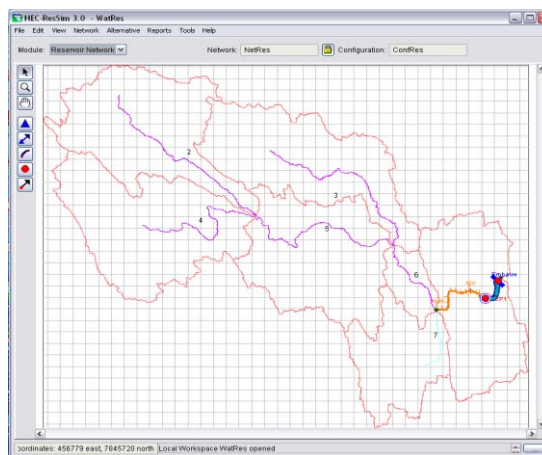 HEC-ResSim 3.0 - WatRes
File Edit View Network Alternative Reports Tools Help
Module: Reservoir Network Network: NetRes Configuration: ConfRes
2
3
4
5
6
7
oordinates: 456779 east, 7045720 north Local Workspace WatRes opened